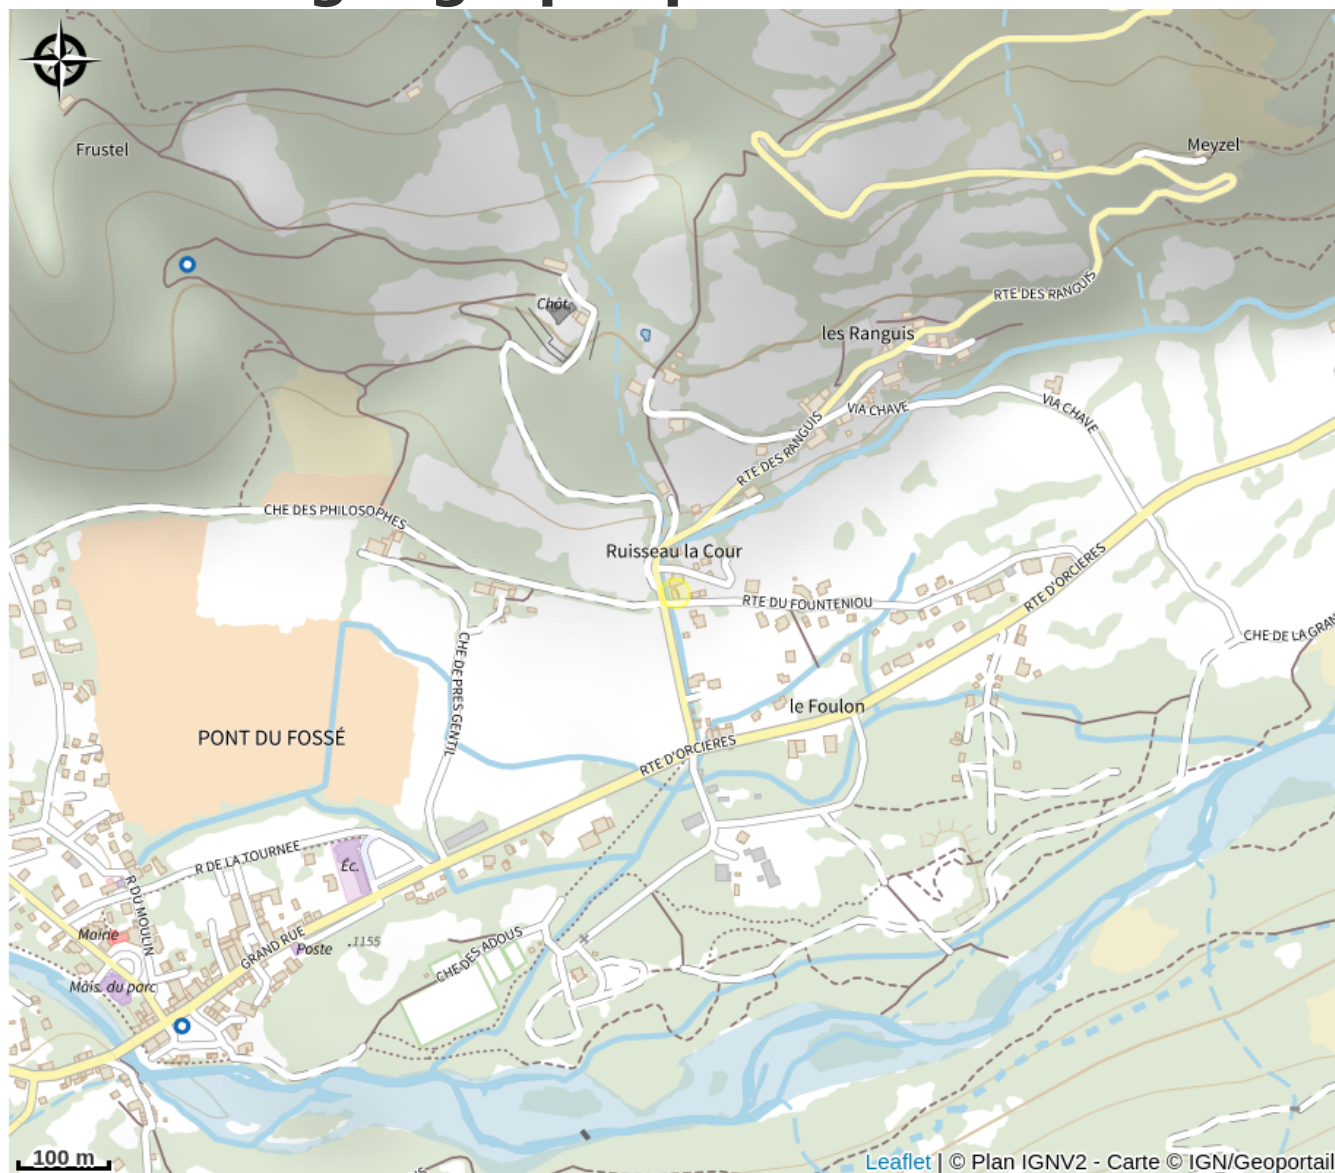 Frustel
Meyzel
RTE DES RANGUIS
Chât.
les Ranguis
VIA CHAVE
VIA CHAVE
RTE DES RANGUIS
CHE DES PHILOSOPHES
Ruisseau la Cour
RTE DU FOUNTENIOU
RTE D'ORCIERES
CHE DE LA GRAN
CHE DE PRES GENTIL
le Foulon
PONT DU FOSSÉ
RTE D'ORCIERES
R DE LA TOURNEE
Éc.
R DU MOULIN
Mairie
GRAND RUE
Poste
.1155
CHE DES ADOUS
Mais. du parc
100 m
Leaflet | © Plan IGNV2 - Carte © IGN/Geoportail